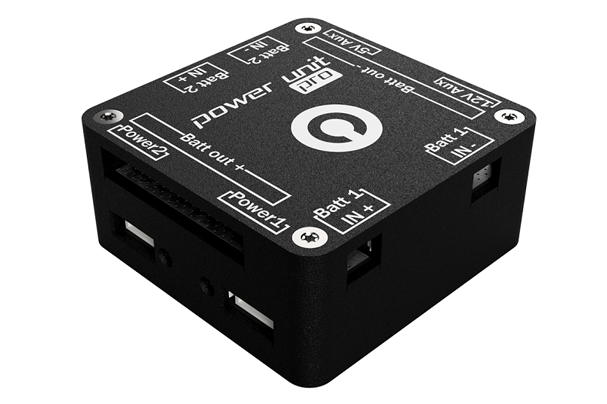 Batt 2
IN +
Batt 2
IN -
5V Aux
Batt out -
12V Aux
power unit
pro
Power2
Batt out +
Power1
Batt 1
IN +
Batt 1
IN -